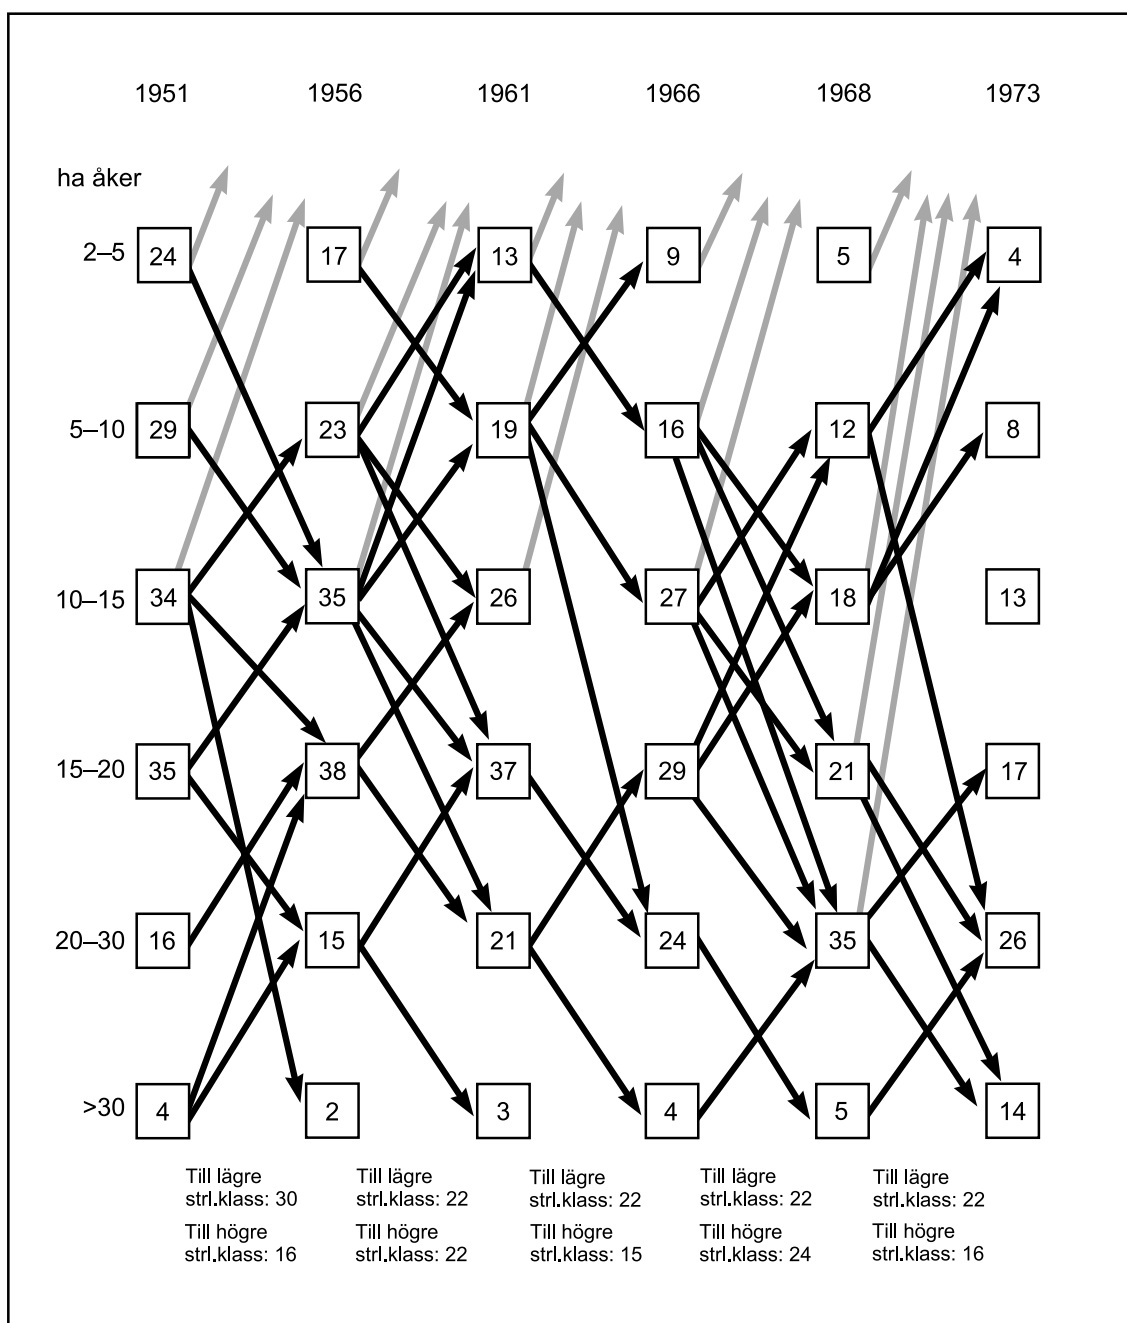 1951 1956 1961 1966 1968 1973
ha åker
2–5 24 17 13 9 5 4
5–10 29 23 19 16 12 8
10–15 34 35 26 27 18 13
15–20 35 38 37 29 21 17
20–30 16 15 21 24 35 26
>30 4 2 3 4 5 14
Till lägre Till lägre Till lägre Till lägre Till lägre
strl.klass: 30 strl.klass: 22 strl.klass: 22 strl.klass: 22 strl.klass: 22
Till högre Till högre Till högre Till högre Till högre
strl.klass: 16 strl.klass: 22 strl.klass: 15 strl.klass: 24 strl.klass: 16